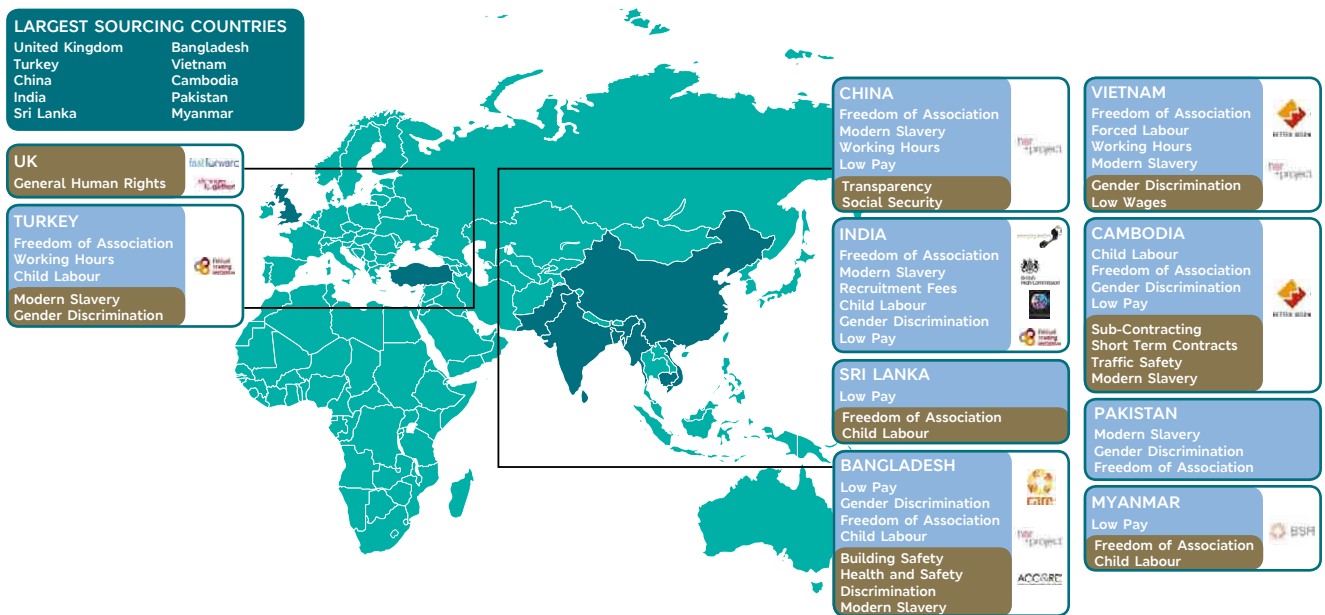 LARGEST SOURCING COUNTRIES
United Kingdom
Turkey
China
India
Sri Lanka
Bangladesh
Vietnam
Cambodia
Pakistan
Myanmar
UK
General Human Rights
TURKEY
Freedom of Association
Working Hours
Child Labour
Modern Slavery
Gender Discrimination
CHINA
Freedom of Association
Modern Slavery
Working Hours
Low Pay
Transparency
Social Security
INDIA
Freedom of Association
Modern Slavery
Recruitment Fees
Child Labour
Gender Discrimination
Low Pay
SRI LANKA
Low Pay
Freedom of Association
Child Labour
BANGLADESH
Low Pay
Gender Discrimination
Freedom of Association
Child Labour
Building Safety
Health and Safety
Discrimination
Modern Slavery
VIETNAM
Freedom of Association
Forced Labour
Working Hours
Modern Slavery
Gender Discrimination
Low Wages
CAMBODIA
Child Labour
Freedom of Association
Gender Discrimination
Low Pay
Sub-Contracting
Short Term Contracts
Traffic Safety
Modern Slavery
PAKISTAN
Modern Slavery
Gender Discrimination
Freedom of Association
MYANMAR
Low Pay
Freedom of Association
Child Labour
BSR